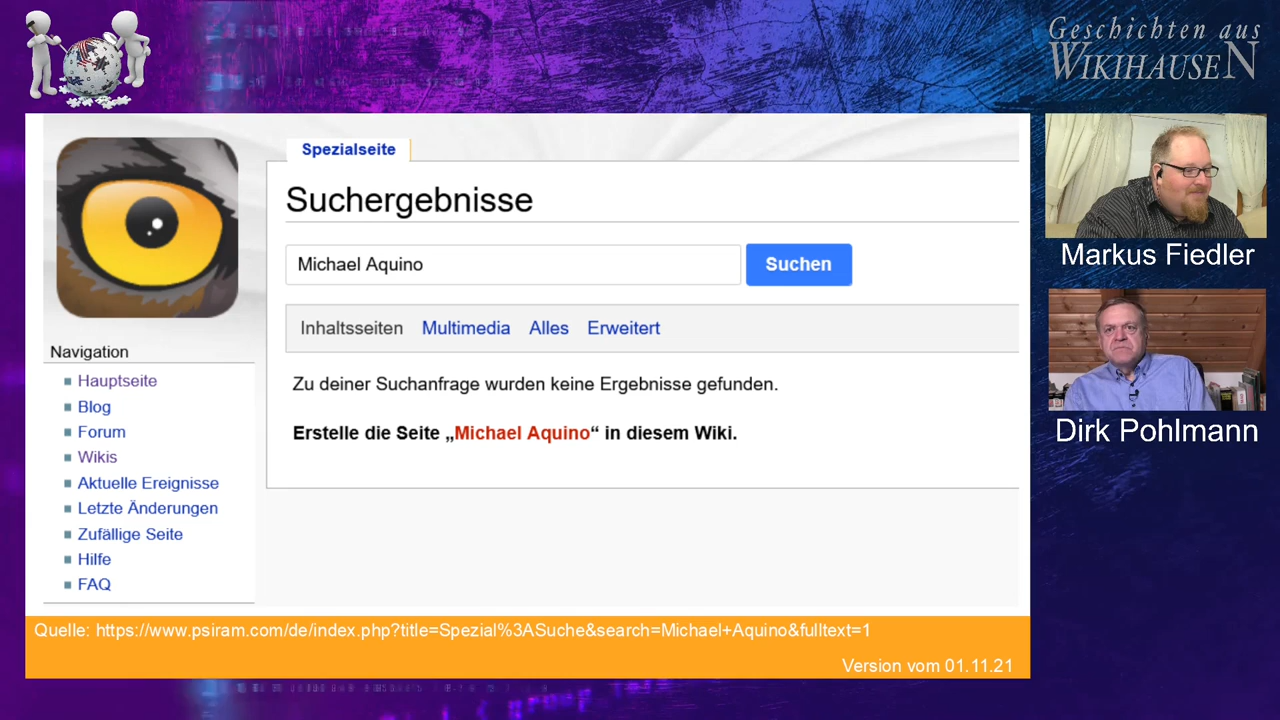 Geschichten aus
WIKIHAUSEN
Spezialseite
Suchergebnisse
Michael Aquino
Suchen
Inhaltsseiten Multimedia Alles Erweitert
Zu deiner Suchanfrage wurden keine Ergebnisse gefunden.
Erstelle die Seite „Michael Aquino“ in diesem Wiki.
Navigation
Hauptseite
Blog
Forum
Wikis
Aktuelle Ereignisse
Letzte Änderungen
Zufällige Seite
Hilfe
FAQ
Markus Fiedler
Dirk Pohlmann
Quelle: https://www.psiram.com/de/index.php?title=Spezial%3ASuche&search=Michael+Aquino&fulltext=1
Version vom 01.11.21